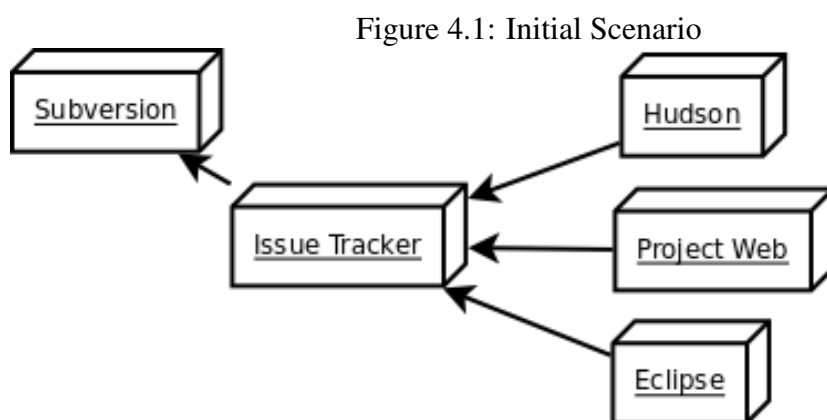 Figure 4.1: Initial Scenario
Subversion
Hudson
Issue Tracker
Project Web
Eclipse